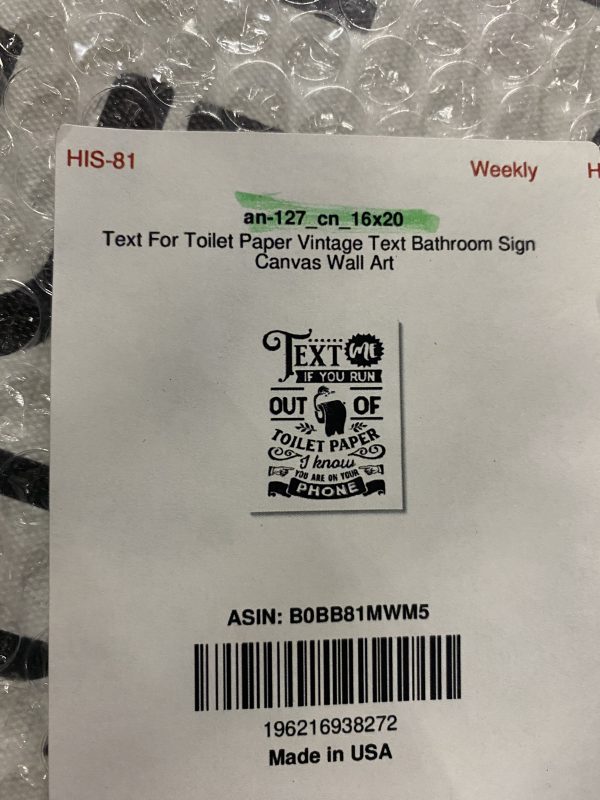 HIS-81
Weekly
H
an-127_cn_16x20
Text For Toilet Paper Vintage Text Bathroom Sign
Canvas Wall Art
TEXT ME
IF YOU RUN
OUT OF
TOILET PAPER
I know
YOU ARE ON YOUR
PHONE
ASIN: B0BB81MWM5
196216938272
Made in USA